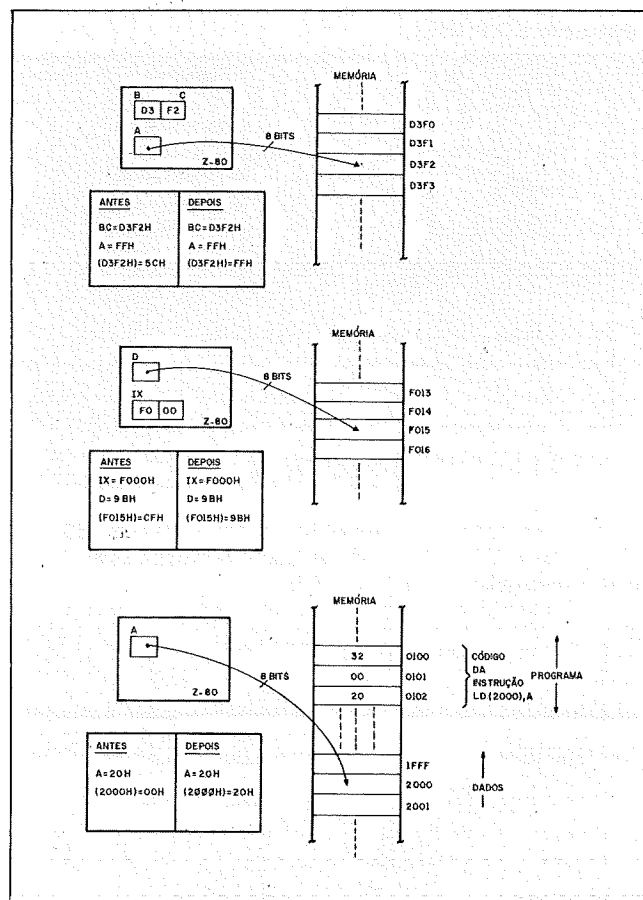 MEMÓRIA
B C
D3 F2
A
8 BITS
Z-80
D3F0
D3F1
D3F2
D3F3
ANTES DEPOIS
BC=D3F2H BC=D3F2H
A=FFH A=FFH
(D3F2H)=5CH (D3F2H)=FFH
MEMÓRIA
D
8 BITS
IX
F0 00
Z-80
F013
F014
F015
F016
ANTES DEPOIS
IX=F000H IX=F000H
D=9BH D=9BH
(F015H)=CFH (F015H)=9BH
MEMÓRIA
A
8 BITS
Z-80
32 0100
00 0101
20 0102
CÓDIGO
DA
INSTRUÇÃO
LD(2000),A
PROGRAMA
1FFF
2000
2001
DADOS
ANTES DEPOIS
A=20H A=20H
(2000H)=00H (2ØØØH)=20H